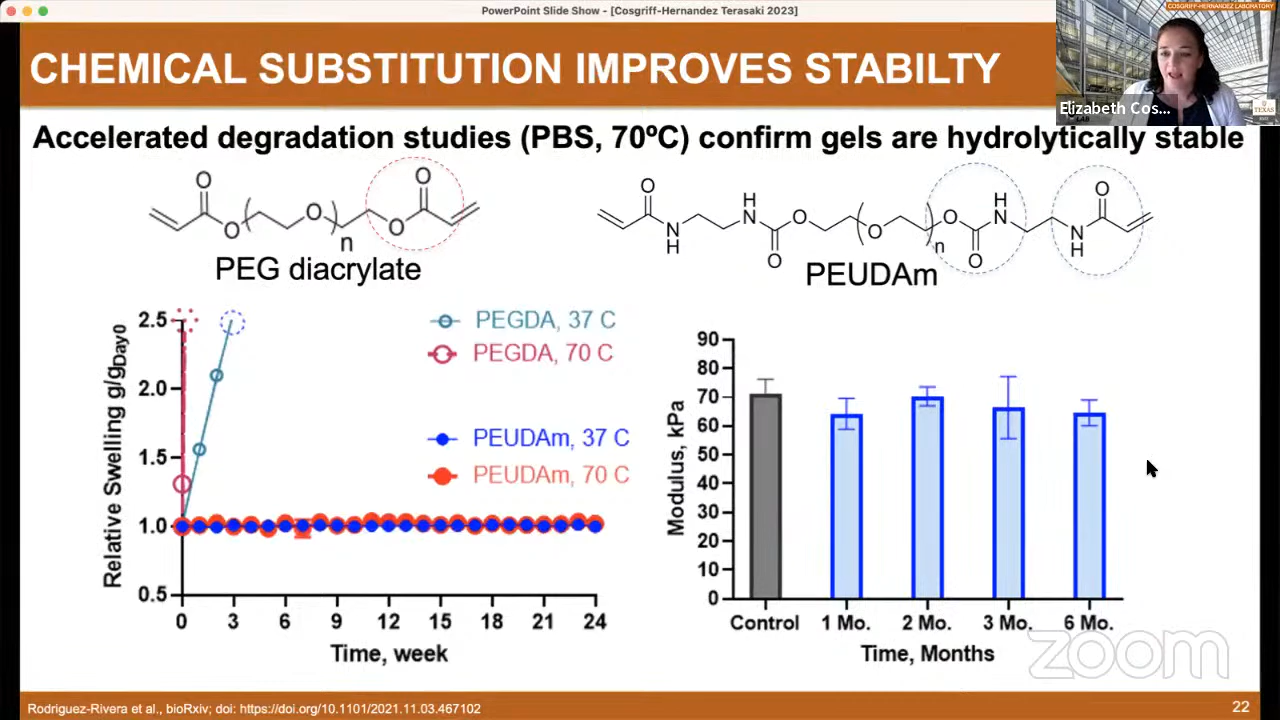 PowerPoint Slide Show - [Cosgriff-Hernandez Terasaki 2023]
COSGRIFF-HERNANDEZ LABORATORY
CHEMICAL SUBSTITUTION IMPROVES STABILTY
Elizabeth Cos...
TEXAS
Accelerated degradation studies (PBS, 70ºC) confirm gels are hydrolytically stable
O
O
O
O
O
n
PEG diacrylate
O
N
H
H
N
O
O
O
n
O
O
H
N
N
H
O
PEUDAm
Relative Swelling g/gDay0
2.5
2.0
1.5
1.0
0.5
0 3 6 9 12 15 18 21 24
Time, week
PEGDA, 37 C
PEGDA, 70 C
PEUDAm, 37 C
PEUDAm, 70 C
Modulus, kPa
90
80
70
60
50
40
30
20
10
0
Control 1 Mo. 2 Mo. 3 Mo. 6 Mo.
Time, Months
zoom
Rodriguez-Rivera et al., bioRxiv; doi: https://doi.org/10.1101/2021.11.03.467102
22